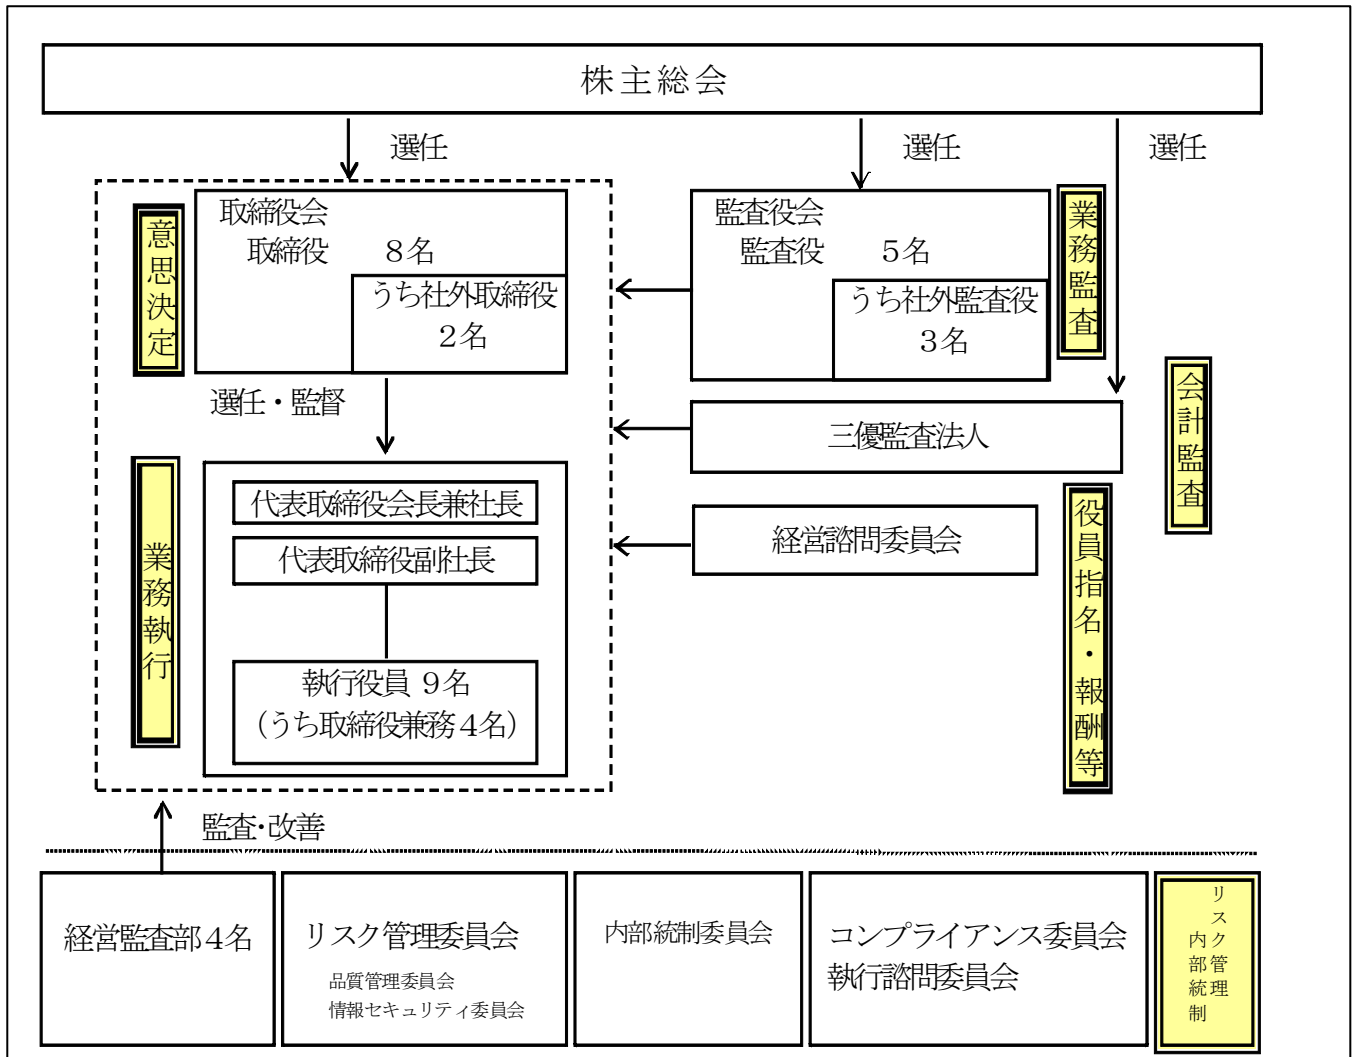 株主総会
選任
選任
選任
意思決定
取締役会
取締役　8名
うち社外取締役
2名
監査役会
監査役　5名
うち社外監査役
3名
業務監査
選任・監督
会計監査
三優監査法人
業務執行
代表取締役会長兼社長
代表取締役副社長
執行役員 9名
（うち取締役兼務4名）
経営諮問委員会
役員指名・報酬等
監査・改善
経営監査部4名
リスク管理委員会
品質管理委員会
情報セキュリティ委員会
内部統制委員会
コンプライアンス委員会
執行諮問委員会
リスク管理
内部統制